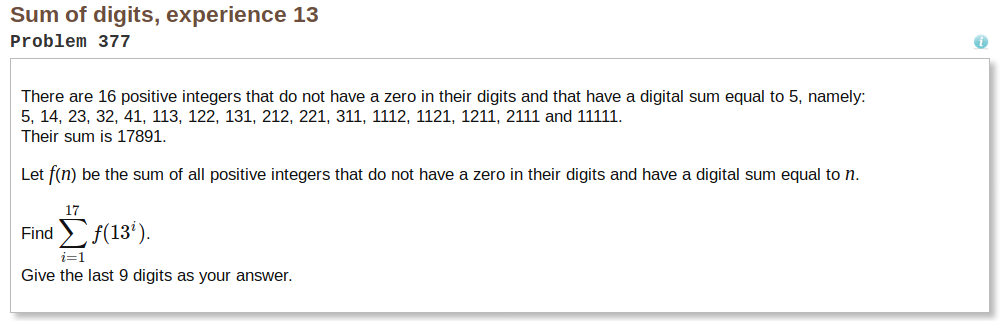 Sum of digits, experience 13
Problem 377
i
There are 16 positive integers that do not have a zero in their digits and that have a digital sum equal to 5, namely:
5, 14, 23, 32, 41, 113, 122, 131, 212, 221, 311, 1112, 1121, 1211, 2111 and 11111.
Their sum is 17891.
Let f(n) be the sum of all positive integers that do not have a zero in their digits and have a digital sum equal to n.
17
Find ∑ f(13^i).
i=1
Give the last 9 digits as your answer.